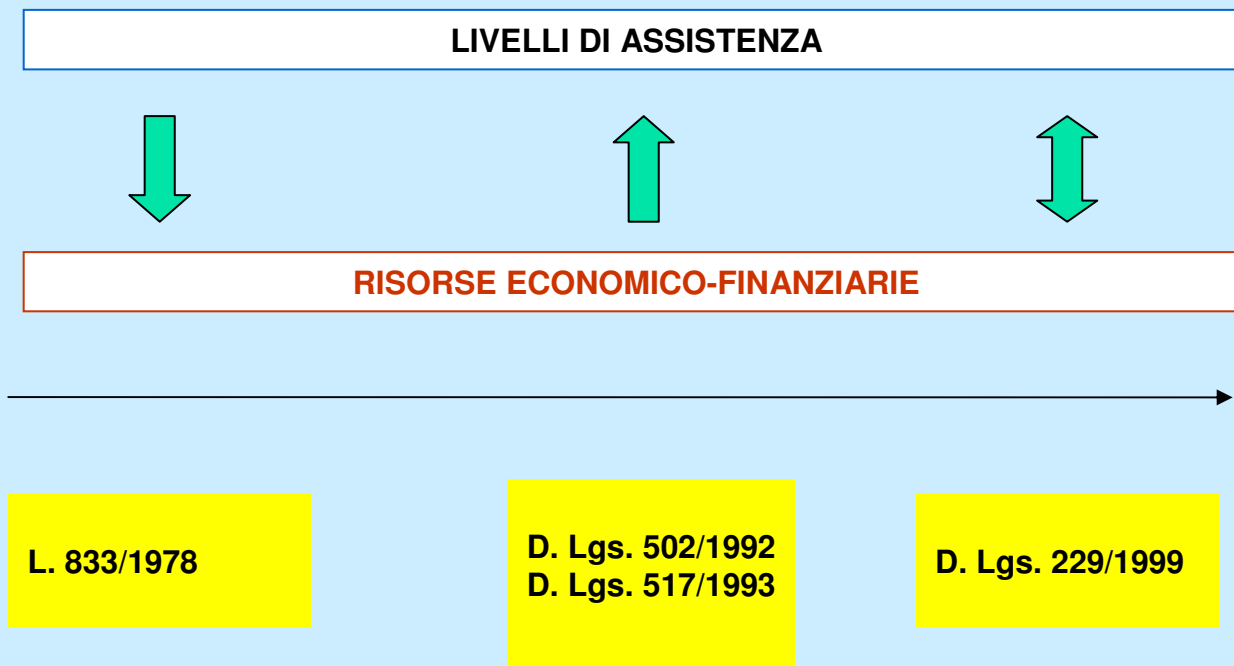 LIVELLI DI ASSISTENZA
RISORSE ECONOMICO-FINANZIARIE
L. 833/1978
D. Lgs. 502/1992
D. Lgs. 517/1993
D. Lgs. 229/1999